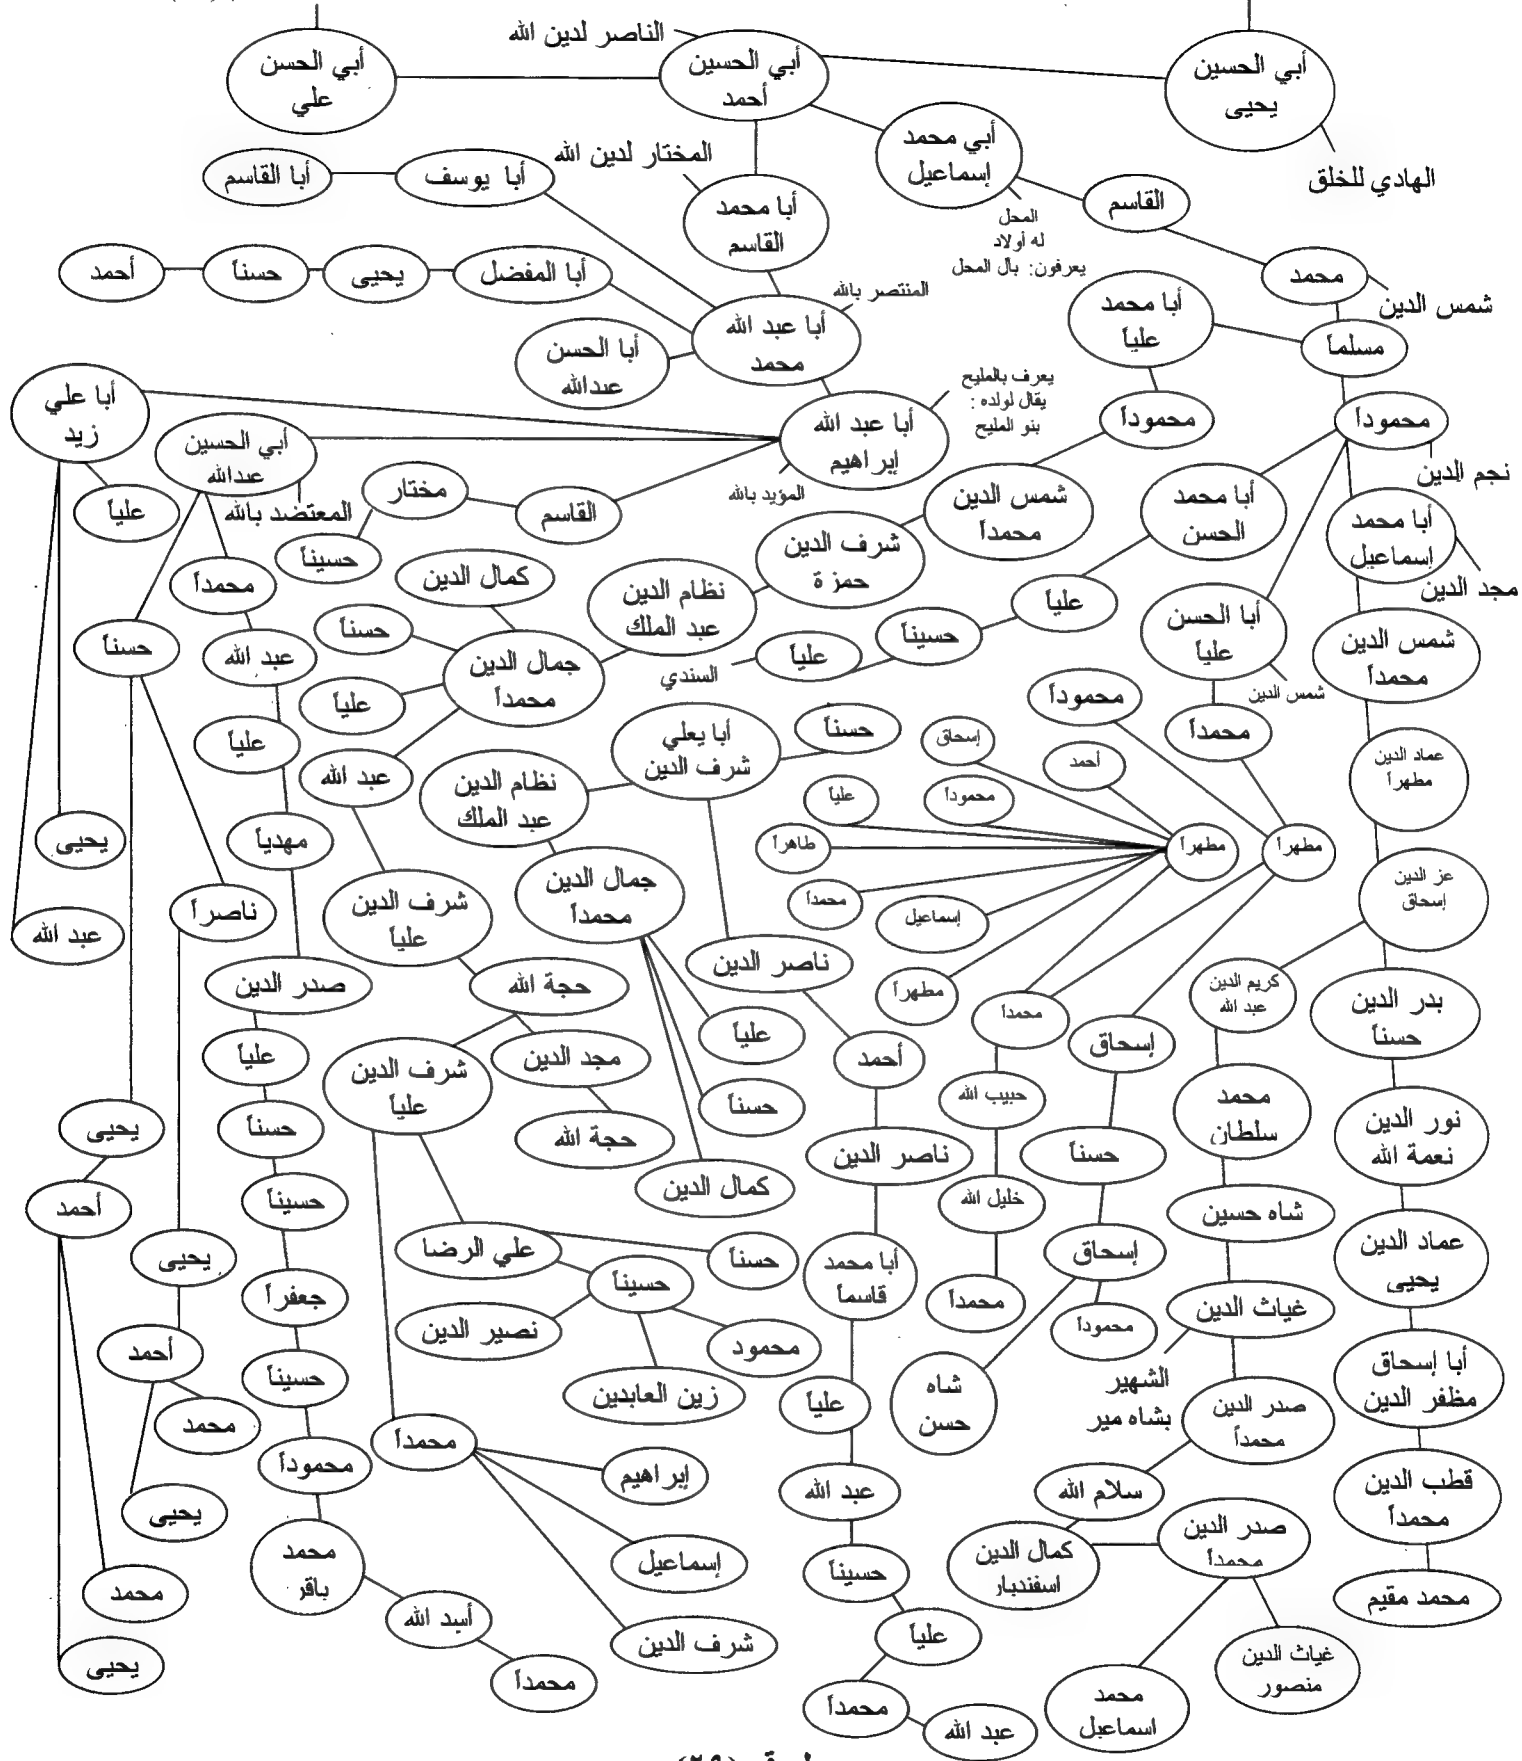 الناصر لدين الله
أبي الحسن
علي
أبي الحسين
أحمد
أبي الحسين
يحيى
الهادي للخلق
أبي محمد
إسماعيل
المحل
له أولاد
يعرفون: بآل المحل
القاسم
محمد
شمس الدين
المختار لدين الله
أبا محمد
القاسم
أبا يوسف
أبا القاسم
أبا المفضل
يحيى
حسناً
أحمد
المنتصر بالله
أبا عبد الله
محمد
أبا الحسن
عبدالله
أبا محمد
علياً
مسلماً
يعرف بالمليح
يقال لولده :
بنو المليح
أبا عبد الله
إبراهيم
المؤيد بالله
محموداً
محموداً
نجم الدين
أبا علي
زيد
أبي الحسين
عبدالله
المعتضد بالله
علياً
مختار
القاسم
حسيناً
شمس الدين
محمداً
أبا محمد
الحسن
أبا محمد
إسماعيل
مجد الدين
شرف الدين
حمزة
نظام الدين
عبد الملك
كمال الدين
محمداً
حسناً
جمال الدين
محمداً
علياً
عبد الله
علياً
حسيناً
علياً
السندي
أبا الحسن
علياً
شمس الدين
شمس الدين
محمداً
حسناً
عبد الله
علياً
محموداً
محمداً
حسناً
أبا يعلي
شرف الدين
نظام الدين
عبد الملك
إسحاق
أحمد
علياً
محموداً
طاهراً
محمداً
إسماعيل
مطهراً
مطهراً
مطهراً
عماد الدين
مطهراً
يحيى
مهدياً
عبد الله
ناصراً
شرف الدين
علياً
جمال الدين
محمداً
عز الدين
إسحاق
ناصر الدين
صدر الدين
حجة الله
محمداً
كريم الدين
عبد الله
بدر الدين
حسناً
علياً
شرف الدين
علياً
مجد الدين
علياً
أحمد
إسحاق
حبيب الله
محمد
سلطان
حسناً
يحيى
حجة الله
حسناً
ناصر الدين
حسناً
نور الدين
نعمة الله
أحمد
حسيناً
كمال الدين
خليل الله
شاه حسين
يحيى
علي الرضا
حسناً
أبا محمد
قاسماً
إسحاق
عماد الدين
يحيى
جعفراً
حسيناً
نصير الدين
محمود
زين العابدين
محمداً
محموداً
غياث الدين
الشهير
بشاه مير
أحمد
حسيناً
محمد
علياً
شاه
حسن
صدر الدين
محمداً
أبا إسحاق
مظفر الدين
محمداً
إبراهيم
محموداً
يحيى
عبد الله
سلام الله
قطب الدين
محمداً
محمد
باقر
إسماعيل
حسيناً
كمال الدين
اسفنديار
صدر الدين
محمداً
محمد مقيم
محمد
أسد الله
شرف الدين
علياً
يحيى
محمداً
محمداً
عبد الله
محمد
اسماعيل
غياث الدين
منصور